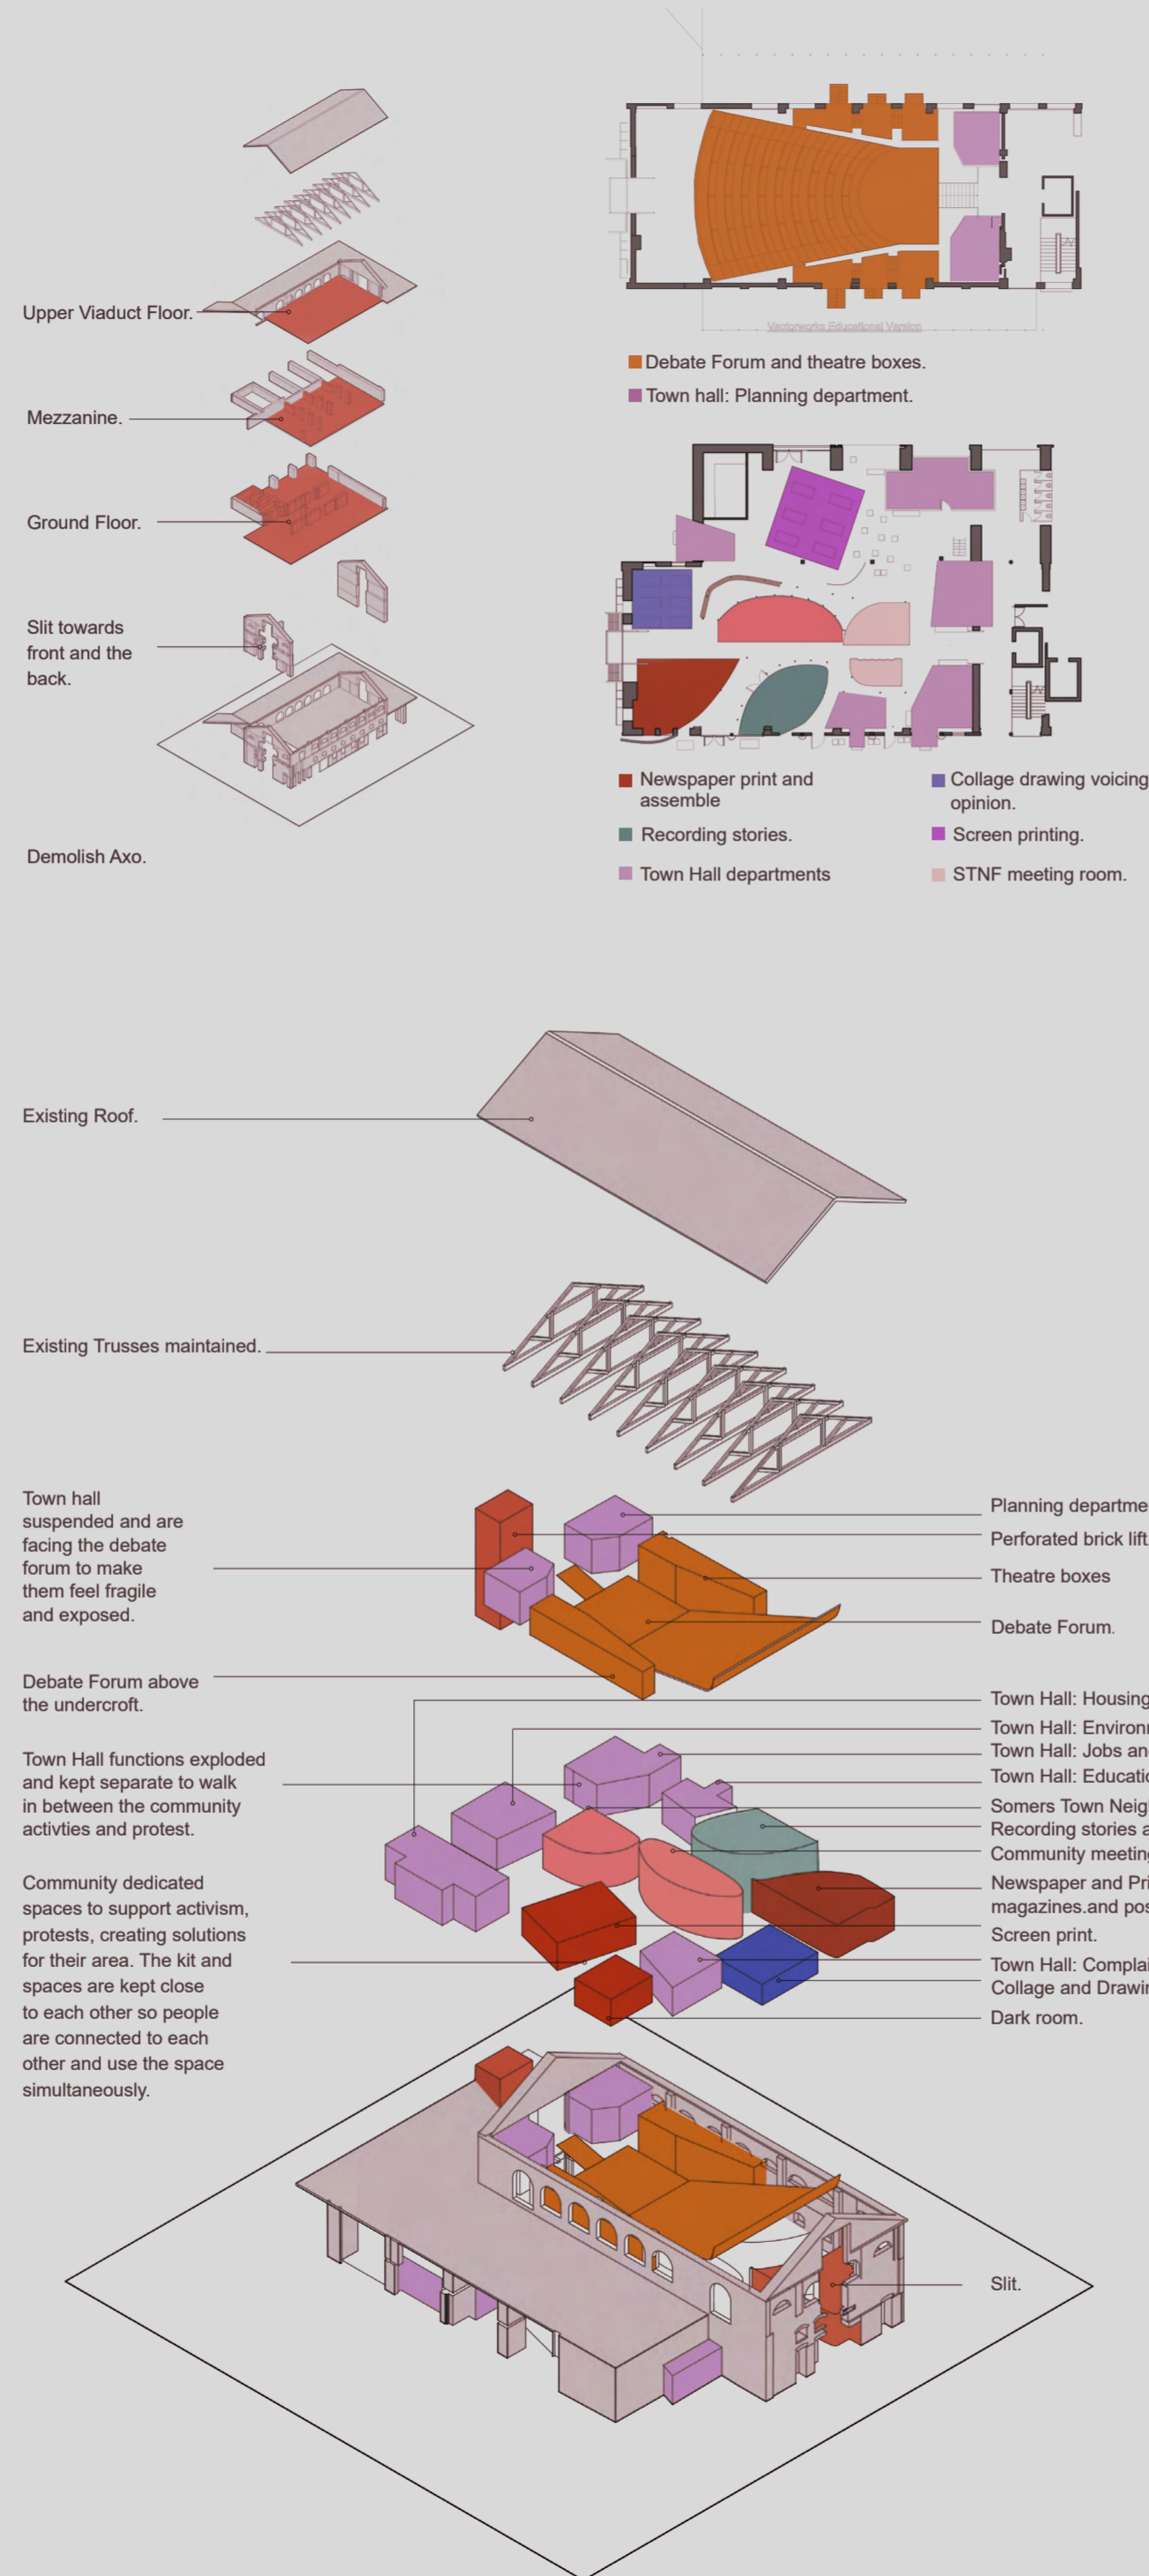 Upper Viaduct Floor.
Mezzanine.
Ground Floor.
Slit towards
front and the
back.
Demolish Axo.
Vectorworks Educational Version
Debate Forum and theatre boxes.
Town hall: Planning department.
Newspaper print and
assemble
Recording stories.
Town Hall departments
Collage drawing voicing
opinion.
Screen printing.
STNF meeting room.
Existing Roof.
Existing Trusses maintained.
Town hall
suspended and are
facing the debate
forum to make
them feel fragile
and exposed.
Debate Forum above
the undercroft.
Town Hall functions exploded
and kept separate to walk
in between the community
activties and protest.
Community dedicated
spaces to support activism,
protests, creating solutions
for their area. The kit and
spaces are kept close
to each other so people
are connected to each
other and use the space
simultaneously.
Planning departme
Perforated brick lift.
Theatre boxes
Debate Forum.
Town Hall: Housing
Town Hall: Environ
Town Hall: Jobs an
Town Hall: Educatio
Somers Town Neig
Recording stories a
Community meeting
Newspaper and Pri
magazines.and pos
Screen print.
Town Hall: Complai
Collage and Drawin
Dark room.
Slit.